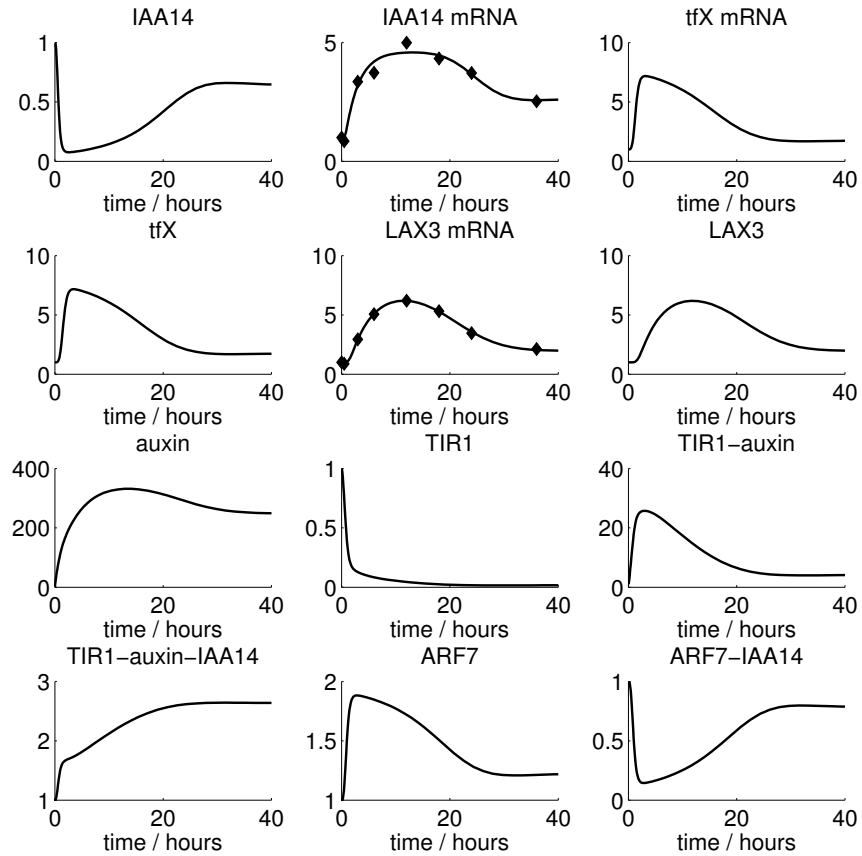 IAA14 IAA14 mRNA tfX mRNA
1 5 10
0.5 5
0 0 0
0 20 40 0 20 40 0 20 40
time / hours time / hours time / hours
tfX LAX3 mRNA LAX3
10 10 10
5 5 5
0 0 0
0 20 40 0 20 40 0 20 40
time / hours time / hours time / hours
auxin TIR1 TIR1−auxin
400 1 40
200 0.5 20
0 0 0
0 20 40 0 20 40 0 20 40
time / hours time / hours time / hours
TIR1−auxin−IAA14 ARF7 ARF7−IAA14
3 2 1
2 1.5 0.5
1 1 0
0 20 40 0 20 40 0 20 40
time / hours time / hours time / hours